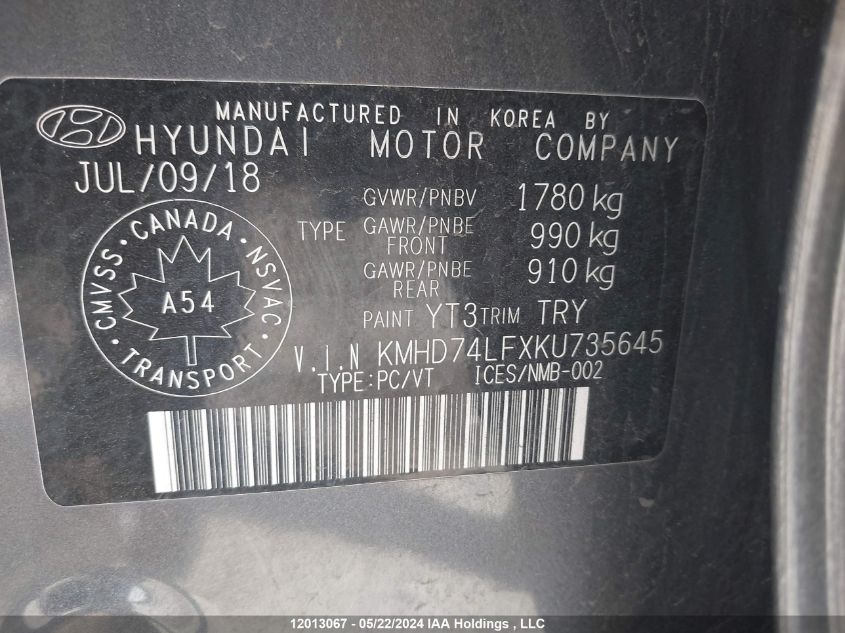 MANUFACTURED IN KOREA BY
HYUNDAI MOTOR COMPANY
JUL/09/18
GVWR/PNBV 1780 kg
TYPE GAWR/PNBE FRONT 990 kg
GAWR/PNBE REAR 910 kg
PAINT YT3 TRIM TRY
V.I.N KMHD74LFXKU735645
TYPE:PC/VT ICES/NMB-002
CANADA
CMVSS · NSVAC
A54
TRANSPORT
12013067 - 05/22/2024 IAA Holdings , LLC